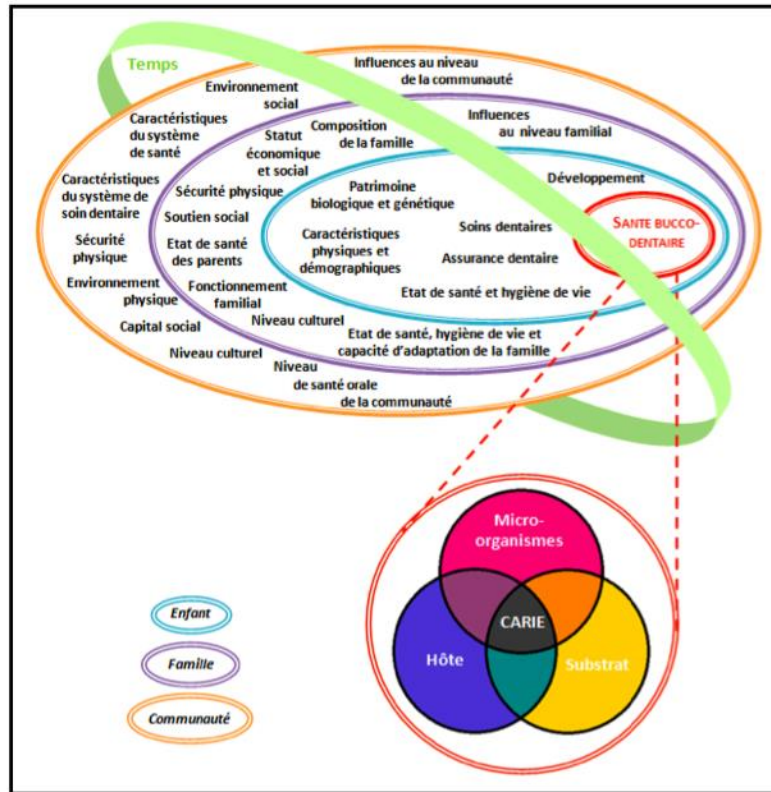 Temps
Influences au niveau
de la communauté
Environnement
social
Caractéristiques
du système
de santé
Caractéristiques
du système de
soin dentaire
Sécurité
physique
Environnement
physique
Capital social
Niveau culturel
Niveau
de santé orale
de la communauté
Influences
au niveau familial
Composition
de la famille
Statut
économique
et social
Sécurité physique
Soutien social
Etat de santé
des parents
Fonctionnement
familial
Niveau culturel
Etat de santé, hygiène de vie et
capacité d'adaptation de la famille
Développement
Patrimoine
biologique et génétique
Caractéristiques
physiques et
démographiques
Soins dentaires
Assurance dentaire
Etat de santé et hygiène de vie
SANTE BUCCO-
DENTAIRE
Micro-
organismes
CARIE
Hôte
Substrat
Enfant
Famille
Communauté